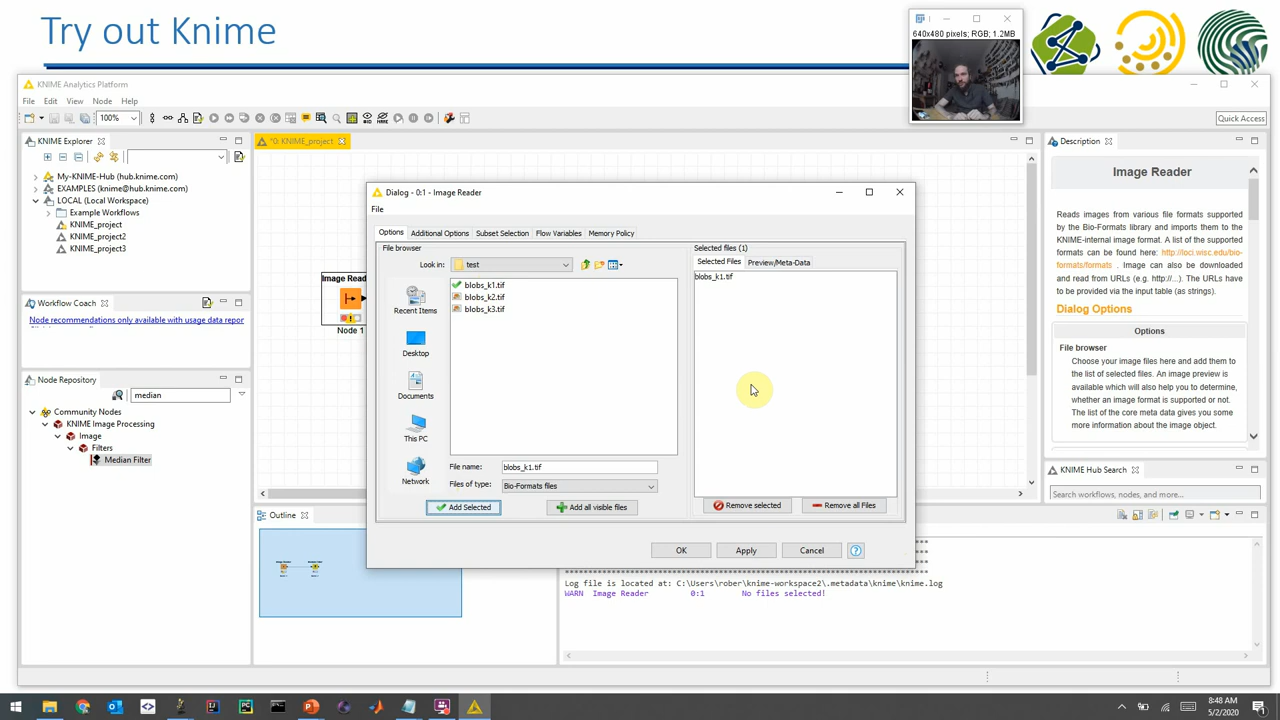 Try out Knime
640x480 pixels; RGB; 1.2MB
KNIME Analytics Platform
File Edit View Node Help
100%
Quick Access
KNIME Explorer
My-KNIME-Hub (hub.knime.com)
EXAMPLES (knime@hub.knime.com)
LOCAL (Local Workspace)
Example Workflows
KNIME_project
KNIME_project2
KNIME_project3
Workflow Coach
Node recommendations only available with usage data repor
Node Repository
median
Community Nodes
KNIME Image Processing
Image
Filters
Median Filter
*0: KNIME_project
Image Read
Node 1
Outline
Dialog - 0:1 - Image Reader
File
Options Additional Options Subset Selection Flow Variables Memory Policy
File browser
Look in: test
Recent Items
Desktop
Documents
This PC
Network
blobs_k1.tif
blobs_k2.tif
blobs_k3.tif
File name: blobs_k1.tif
Files of type: Bio-Formats files
Add Selected Add all visible files
Selected files (1)
Selected Files Preview/Meta-Data
blobs_k1.tif
Remove selected Remove all Files
OK Apply Cancel
Log file is located at: C:\Users\rober\knime-workspace2\.metadata\knime\knime.log
WARN Image Reader 0:1 No files selected!
Description
Image Reader
Reads images from various file formats supported
by the Bio-Formats library and imports them to the
KNIME-internal image format. A list of the
supported formats can be found here: http://loci.wisc.edu/bio-
formats/formats . Image can also be downloaded
and read from URLs (e.g. http://...). The URLs have
to be provided via the input table (as strings).
Dialog Options
Options
File browser
Choose your image files here and add them to
the list of selected files. An image preview is
available which will also help you to determine,
whether an image format is supported or not.
The list of the core meta data gives you some
more information about the image object.
KNIME Hub Search
Search workflows, nodes, and more...
8:48 AM
5/2/2020